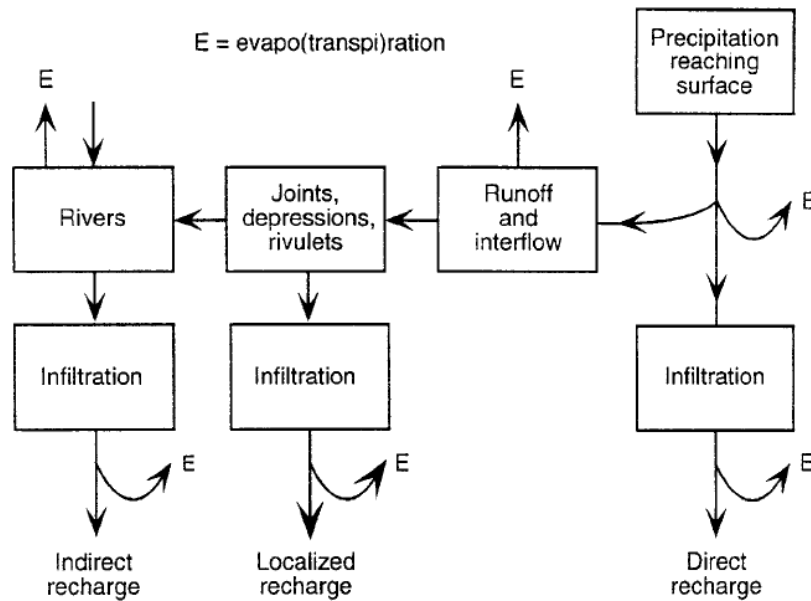 E = evapo(transpi)ration
Precipitation
reaching
surface
E
E
E
Rivers
Joints,
depressions,
rivulets
Runoff
and
interflow
Infiltration
Infiltration
Infiltration
E
E
E
Indirect
recharge
Localized
recharge
Direct
recharge